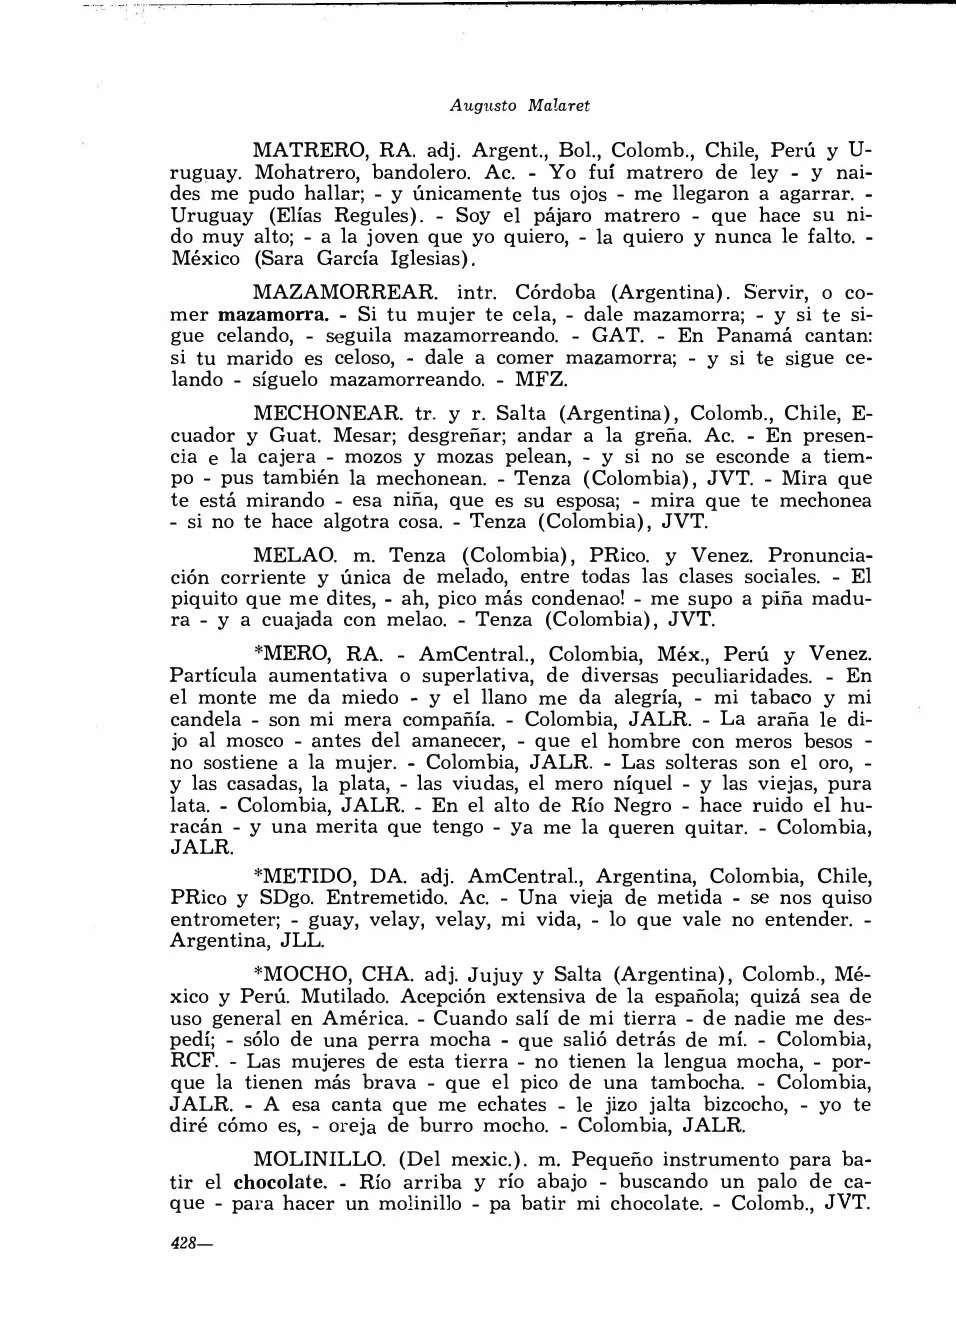 Augusto Malaret
MATRERO, RA. adj. Argent., Bol., Colomb., Chile, Perú y U-
ruguay. Mohatrero, bandolero. Ac. - Yo fuí matrero de ley - y nai-
des me pudo hallar; - y únicamente tus ojos - me llegaron a agarrar. -
Uruguay (Elías Regules). - Soy el pájaro matrero - que hace su ni-
do muy alto; - a la joven que yo quiero, - la quiero y nunca le falto. -
México (Sara García Iglesias).
MAZAMORREAR. intr. Córdoba (Argentina). Servir, o co-
mer mazamorra. - Si tu mujer te cela, - dale mazamorra; - y si te si-
gue celando, - seguila mazamorreando. - GAT. - En Panamá cantan:
si tu marido es celoso, - dale a comer mazamorra; - y si te sigue ce-
lando - síguelo mazamorreando. - MFZ.
MECHONEAR. tr. y r. Salta (Argentina), Colomb., Chile, E-
cuador y Guat. Mesar; desgreñar; andar a la greña. Ac. - En presen-
cia e la cajera - mozos y mozas pelean, - y si no se esconde a tiem-
po - pus también la mechonean. - Tenza (Colombia), JVT. - Mira que
te está mirando - esa niña, que es su esposa; - mira que te mechonea
- si no te hace algotra cosa. - Tenza (Colombia), JVT.
MELAO. m. Tenza (Colombia), PRico. y Venez. Pronuncia-
ción corriente y única de melado, entre todas las clases sociales. - El
piquito que me dites, - ah, pico más condenao! - me supo a piña madu-
ra - y a cuajada con melao. - Tenza (Colombia), JVT.
*MERO, RA. - AmCentral., Colombia, Méx., Perú y Venez.
Partícula aumentativa o superlativa, de diversas peculiaridades. - En
el monte me da miedo - y el llano me da alegría, - mi tabaco y mi
candela - son mi mera compañía. - Colombia, JALR. - La araña le di-
jo al mosco - antes del amanecer, - que el hombre con meros besos -
no sostiene a la mujer. - Colombia, JALR. - Las solteras son el oro, -
y las casadas, la plata, - las viudas, el mero níquel - y las viejas, pura
lata. - Colombia, JALR. - En el alto de Río Negro - hace ruido el hu-
racán - y una merita que tengo - ya me la queren quitar. - Colombia,
JALR.
*METIDO, DA. adj. AmCentral., Argentina, Colombia, Chile,
PRico y SDgo. Entremetido. Ac. - Una vieja de metida - se nos quiso
entrometer; - guay, velay, velay, mi vida, - lo que vale no entender. -
Argentina, JLL.
*MOCHO, CHA. adj. Jujuy y Salta (Argentina), Colomb., Mé-
xico y Perú. Mutilado. Acepción extensiva de la española; quizá sea de
uso general en América. - Cuando salí de mi tierra - de nadie me des-
pedí; - sólo de una perra mocha - que salió detrás de mí. - Colombia,
RCF. - Las mujeres de esta tierra - no tienen la lengua mocha, - por-
que la tienen más brava - que el pico de una tambocha. - Colombia,
JALR. - A esa canta que me echates - le jizo jalta bizcocho, - yo te
diré cómo es, - oreja de burro mocho. - Colombia, JALR.
MOLINILLO. (Del mexic.). m. Pequeño instrumento para ba-
tir el chocolate. - Río arriba y río abajo - buscando un palo de ca-
que - para hacer un molinillo - pa batir mi chocolate. - Colomb., JVT.
428—